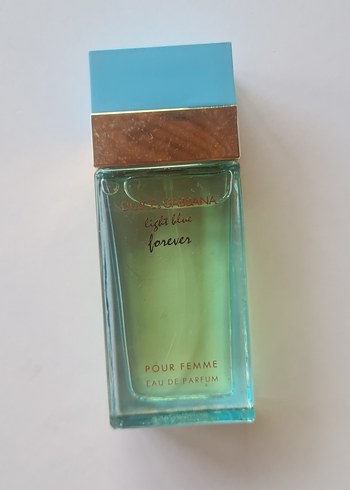 DOLCE & GABBANA
light blue
forever
POUR FEMME
EAU DE PARFUM